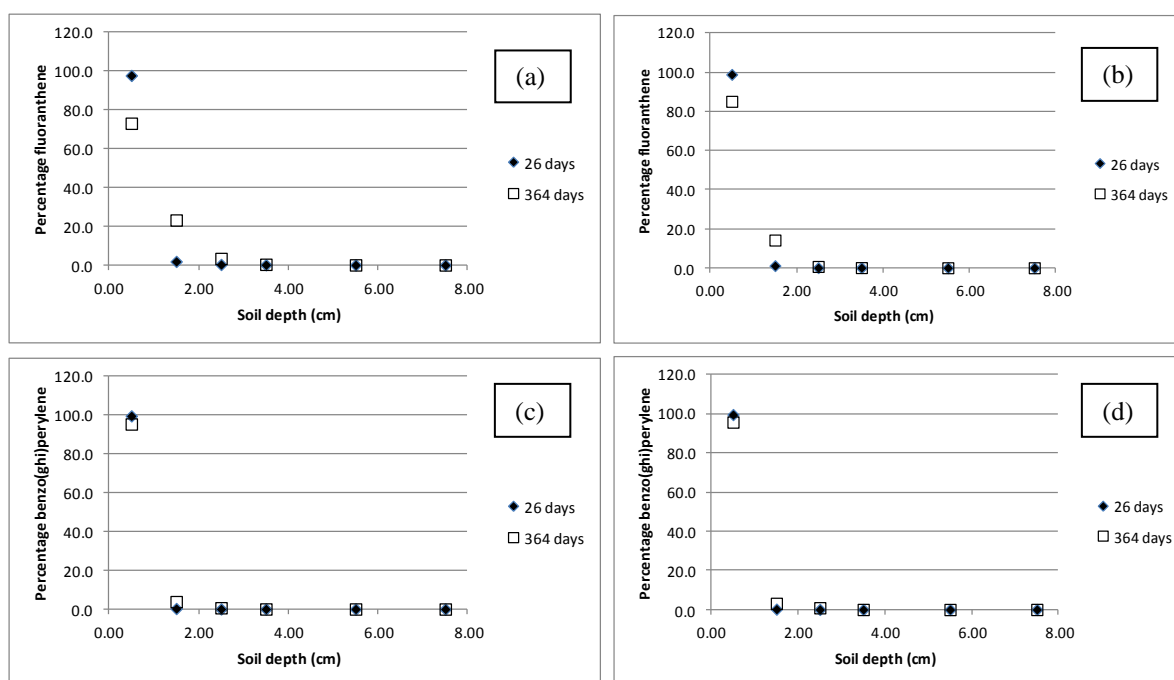 120.0
100.0
80.0
60.0
40.0
20.0
0.0
0.00 2.00 4.00 6.00 8.00
Percentage fluoranthene
Soil depth (cm)
(a)
26 days
364 days
120.0
100.0
80.0
60.0
40.0
20.0
0.0
0.00 2.00 4.00 6.00 8.00
Percentage fluoranthene
Soil depth (cm)
(b)
26 days
364 days
120.0
100.0
80.0
60.0
40.0
20.0
0.0
0.00 2.00 4.00 6.00 8.00
Percentage benzo(ghi)perylene
Soil depth (cm)
(c)
26 days
364 days
120.0
100.0
80.0
60.0
40.0
20.0
0.0
0.00 2.00 4.00 6.00 8.00
Percentage benzo(ghi)perylene
Soil depth (cm)
(d)
26 days
364 days